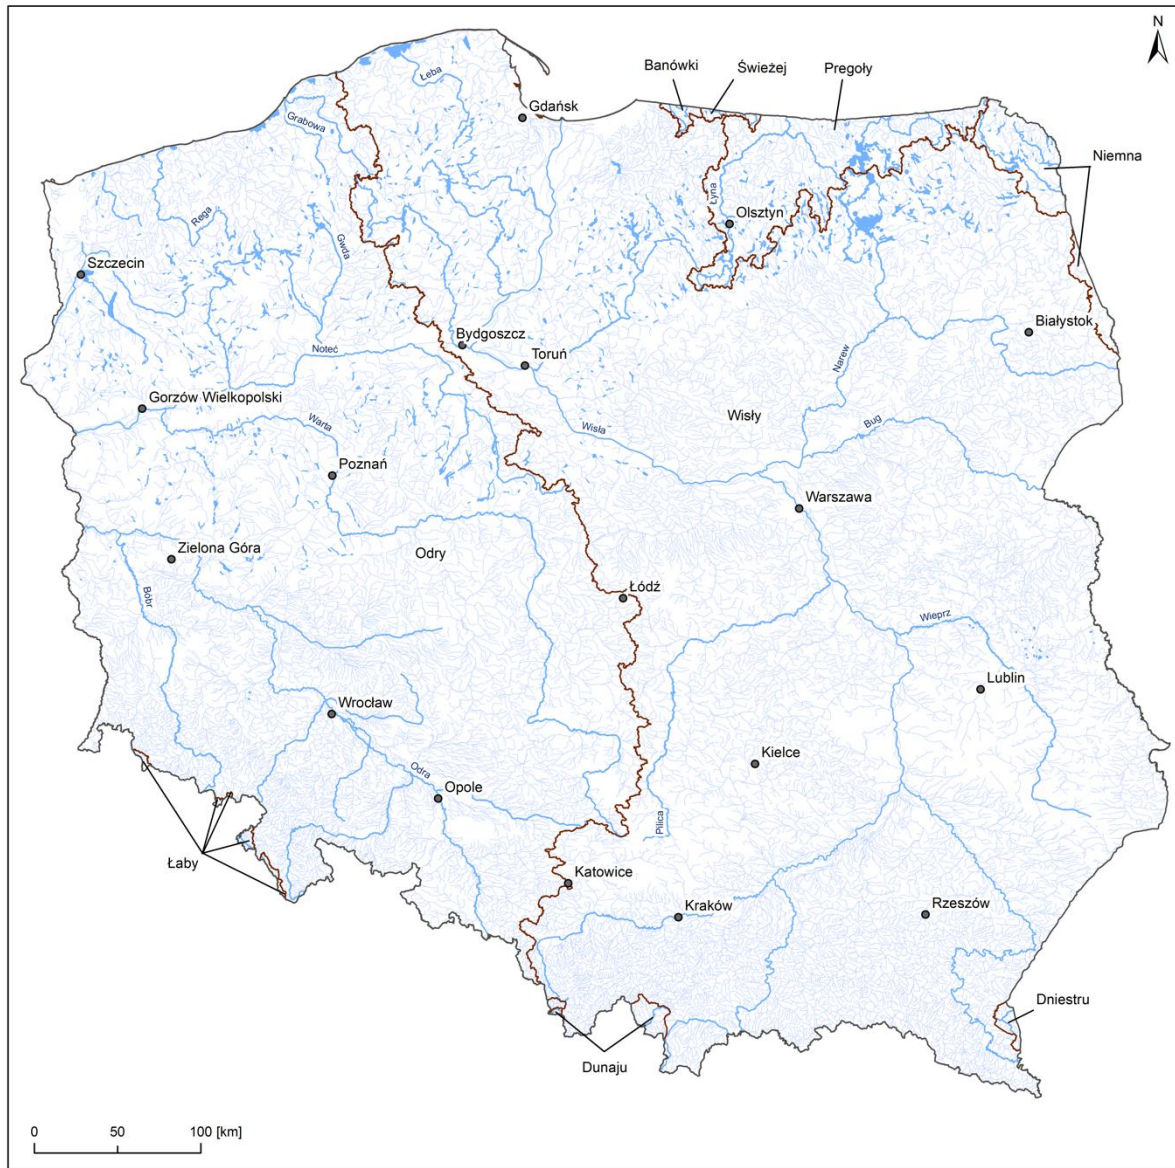 N
Łeba
Banówki
Świeżej
Pregoły
Gdańsk
Grabowa
Niemna
Łyna
Rega
Olsztyn
Gwda
Szczecin
Białystok
Bydgoszcz
Noteć
Toruń
Narew
Gorzów Wielkopolski
Wisły
Warta
Wisła
Bug
Poznań
Warszawa
Zielona Góra
Odry
Bóbr
Łódź
Wieprz
Lublin
Wrocław
Kielce
Odra
Opole
Pilica
Łaby
Katowice
Kraków
Rzeszów
Dniestru
Dunaju
0 50 100 [km]